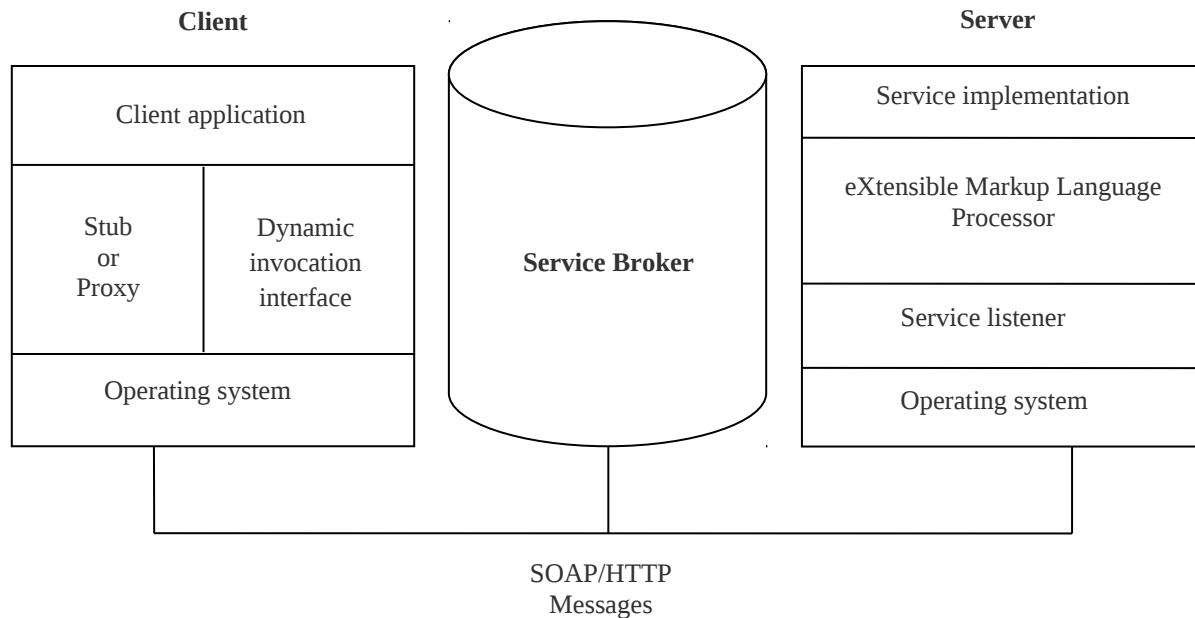 Client
Server
Client application
Stub
or
Proxy
Dynamic
invocation
interface
Operating system
Service Broker
Service implementation
eXtensible Markup Language
Processor
Service listener
Operating system
SOAP/HTTP
Messages